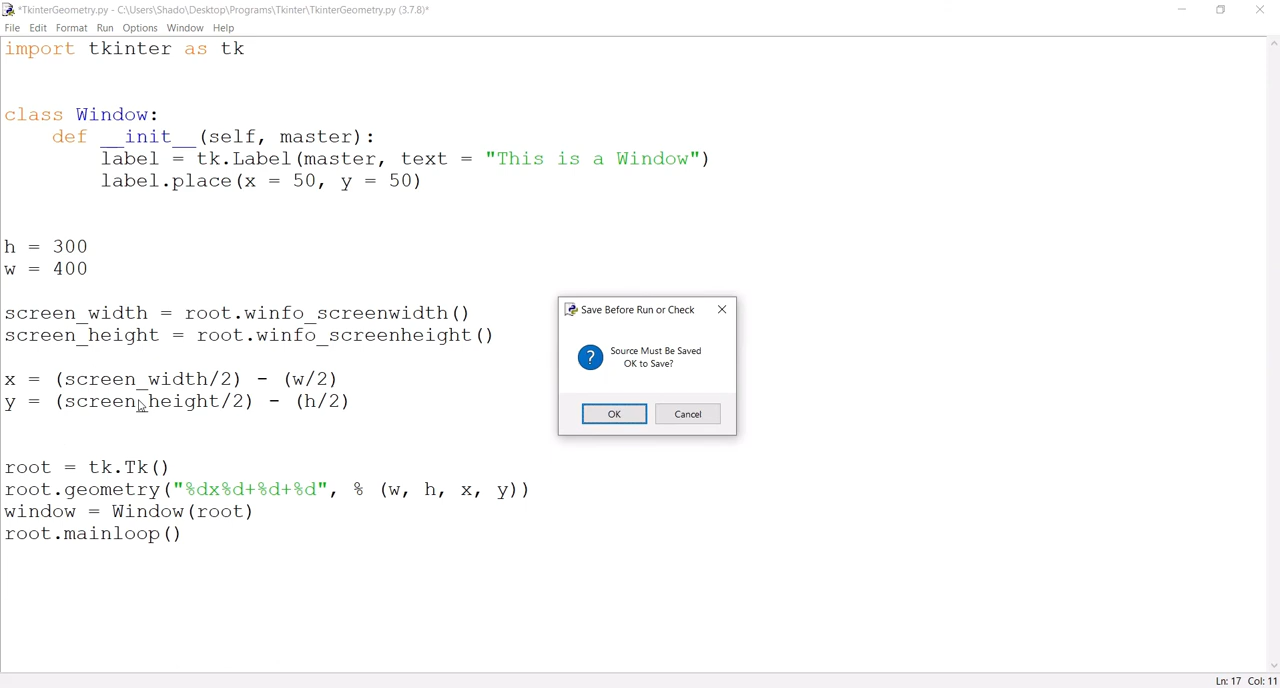 *TkinterGeometry.py - C:\Users\Shado\Desktop\Programs\Tkinter\TkinterGeometry.py (3.7.8)*
File Edit Format Run Options Window Help
import tkinter as tk
class Window:
    def __init__(self, master):
        label = tk.Label(master, text = "This is a Window")
        label.place(x = 50, y = 50)
h = 300
w = 400
screen_width = root.winfo_screenwidth()
screen_height = root.winfo_screenheight()
x = (screen_width/2) - (w/2)
y = (screen_height/2) - (h/2)
root = tk.Tk()
root.geometry("%dx%d+%d+%d", % (w, h, x, y))
window = Window(root)
root.mainloop()
Save Before Run or Check
Source Must Be Saved
OK to Save?
OK Cancel
Ln: 17 Col: 11